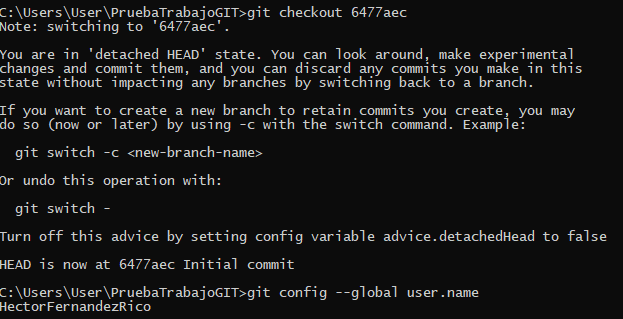 C:\Users\User\PruebaTrabajoGIT>git checkout 6477aec
Note: switching to '6477aec'.
You are in 'detached HEAD' state. You can look around, make experimental
changes and commit them, and you can discard any commits you make in this
state without impacting any branches by switching back to a branch.
If you want to create a new branch to retain commits you create, you may
do so (now or later) by using -c with the switch command. Example:
git switch -c <new-branch-name>
Or undo this operation with:
git switch -
Turn off this advice by setting config variable advice.detachedHead to false
HEAD is now at 6477aec Initial commit
C:\Users\User\PruebaTrabajoGIT>git config --global user.name
HectorFernandezRico